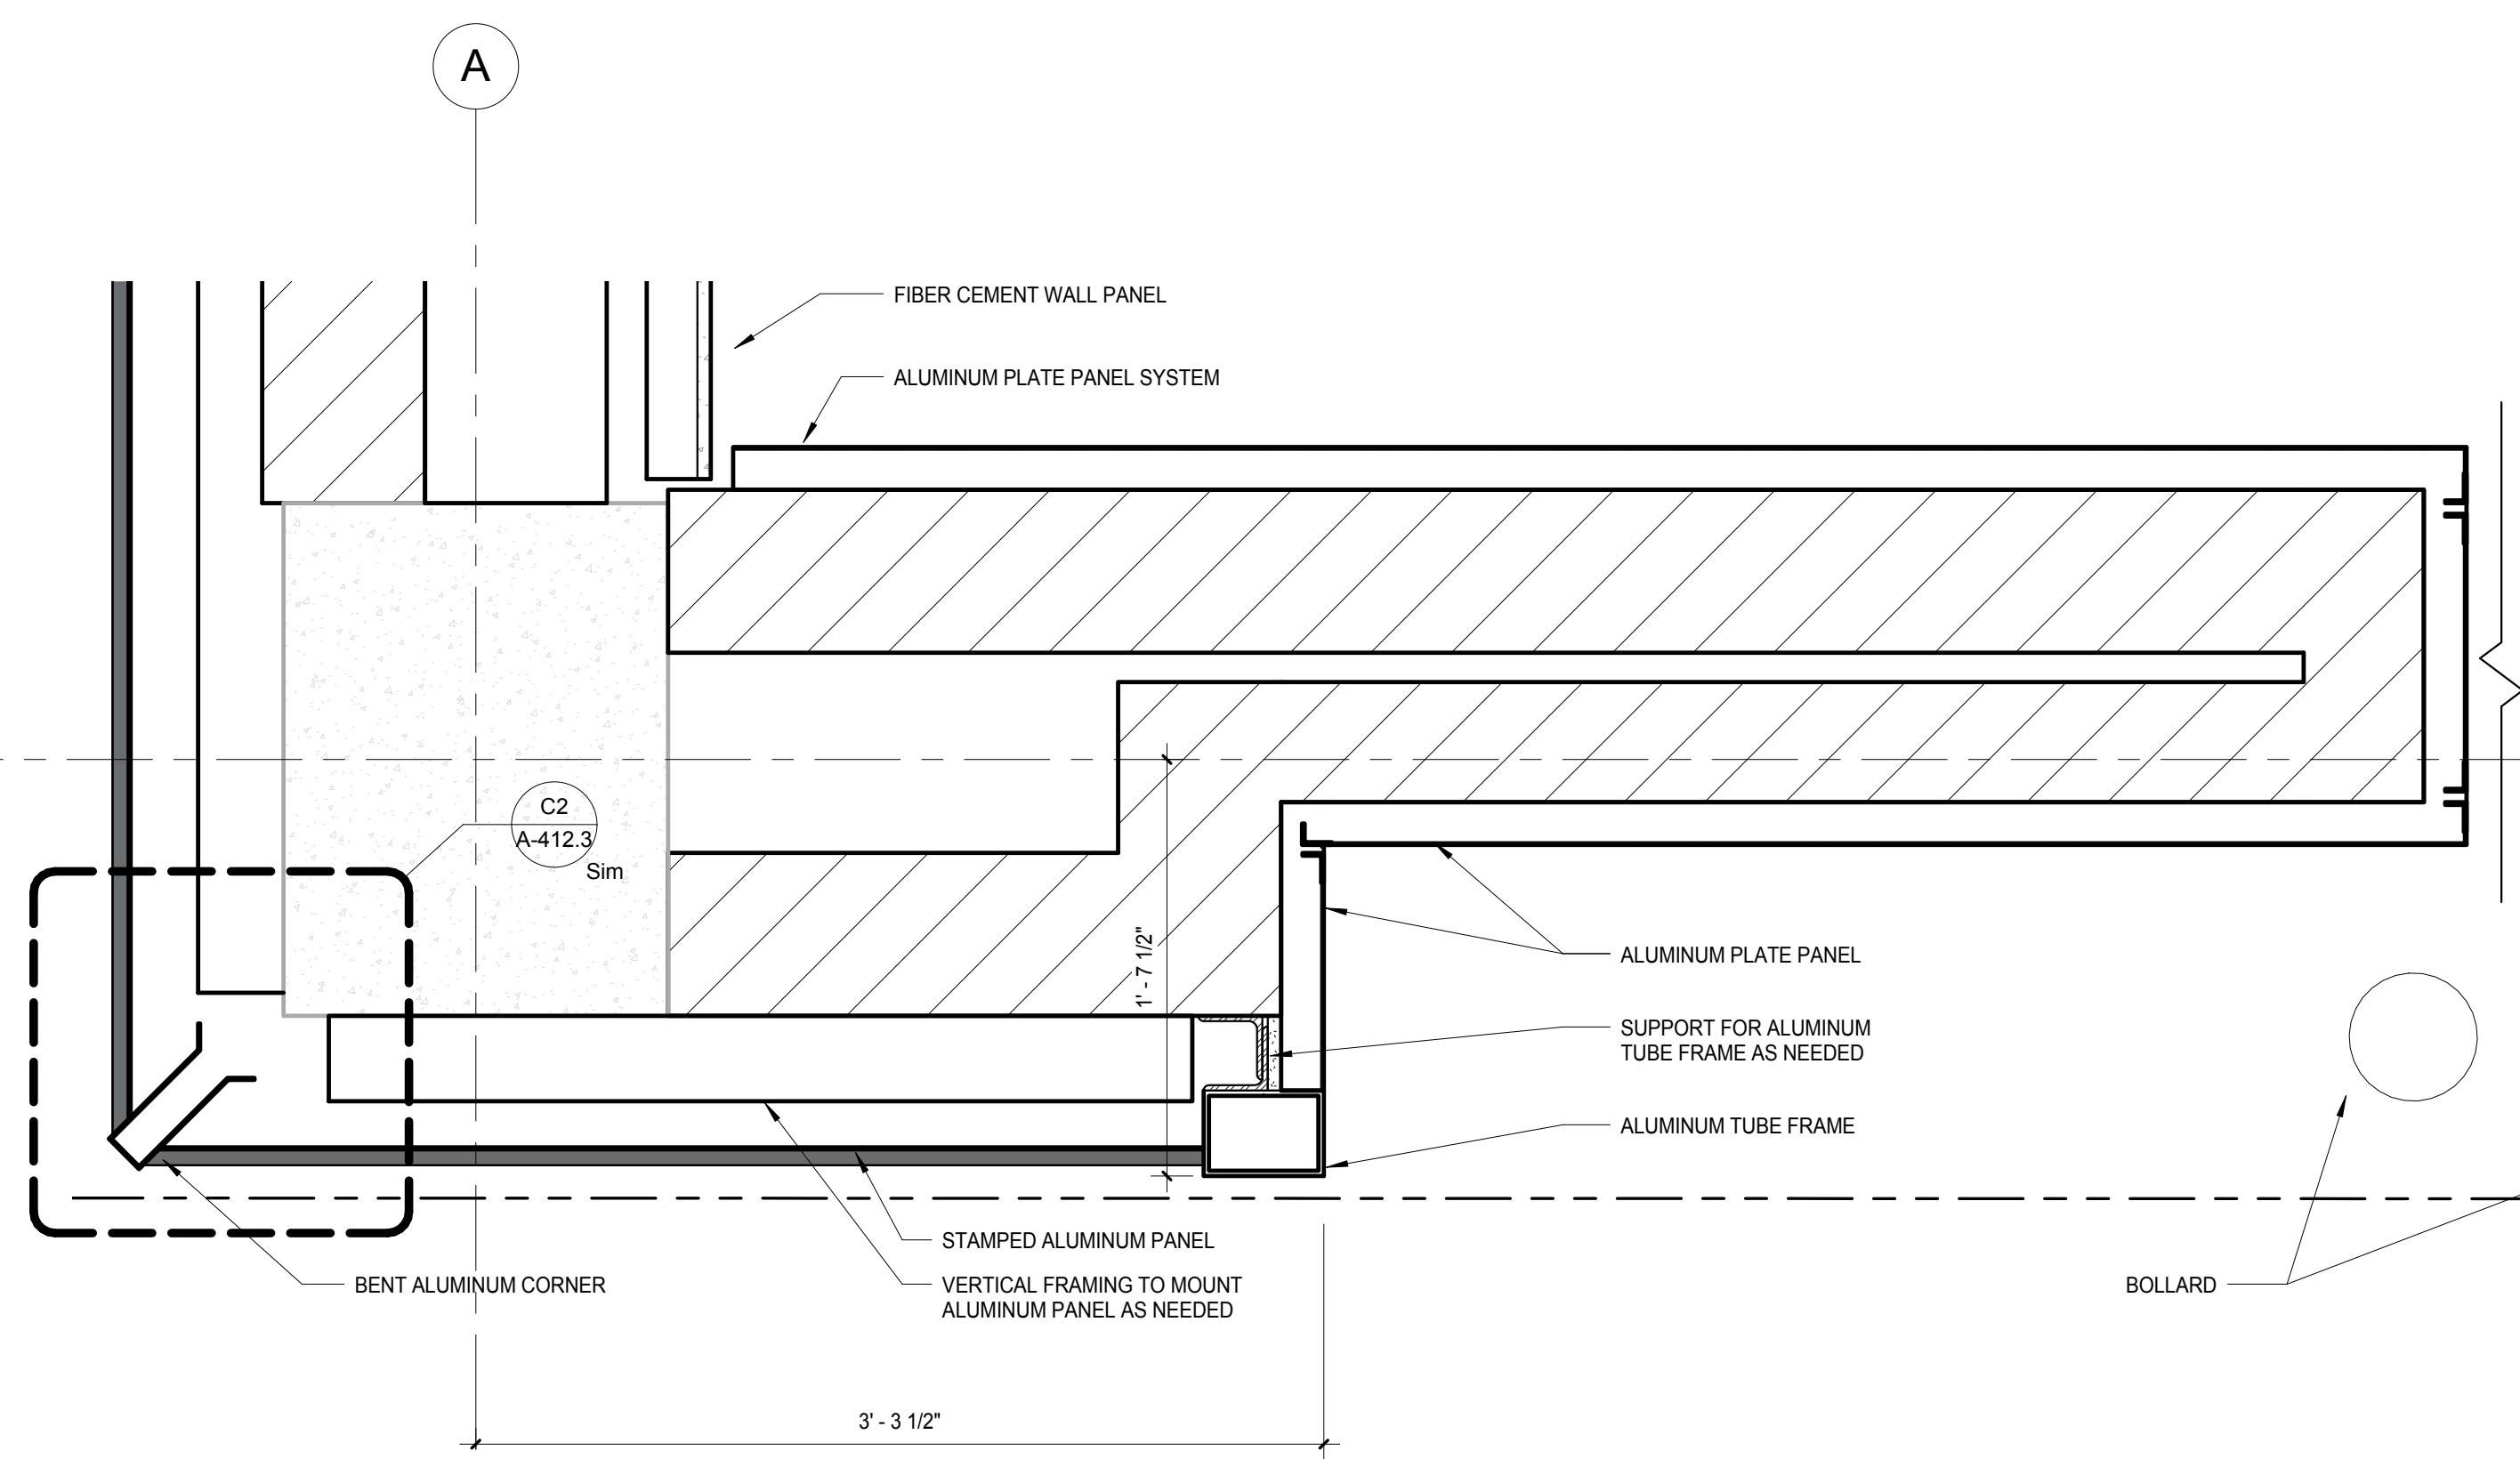 A
FIBER CEMENT WALL PANEL
ALUMINUM PLATE PANEL SYSTEM
C2
A-412.3
Sim
1' - 7 1/2"
ALUMINUM PLATE PANEL
SUPPORT FOR ALUMINUM
TUBE FRAME AS NEEDED
ALUMINUM TUBE FRAME
STAMPED ALUMINUM PANEL
VERTICAL FRAMING TO MOUNT
ALUMINUM PANEL AS NEEDED
BENT ALUMINUM CORNER
BOLLARD
3' - 3 1/2"